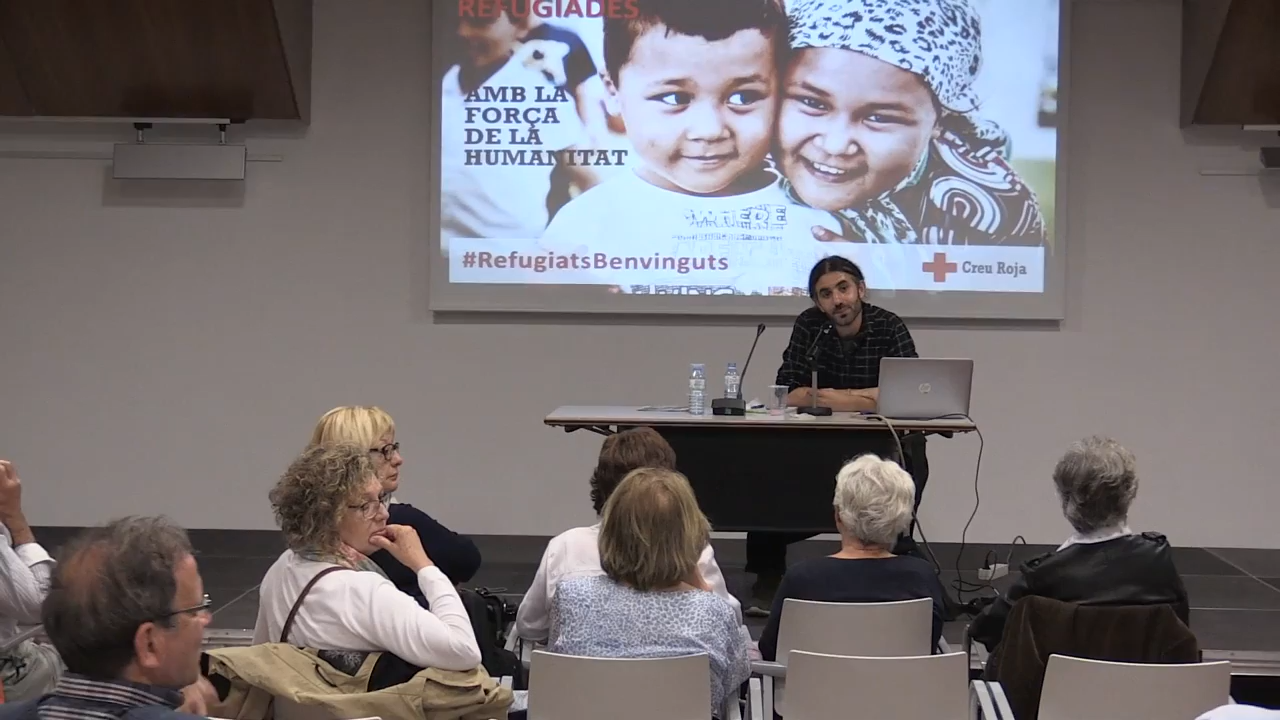 REFUGIADES
AMB LA
FORÇA
DE LA
HUMANITAT
#RefugiatsBenvinguts
Creu Roja